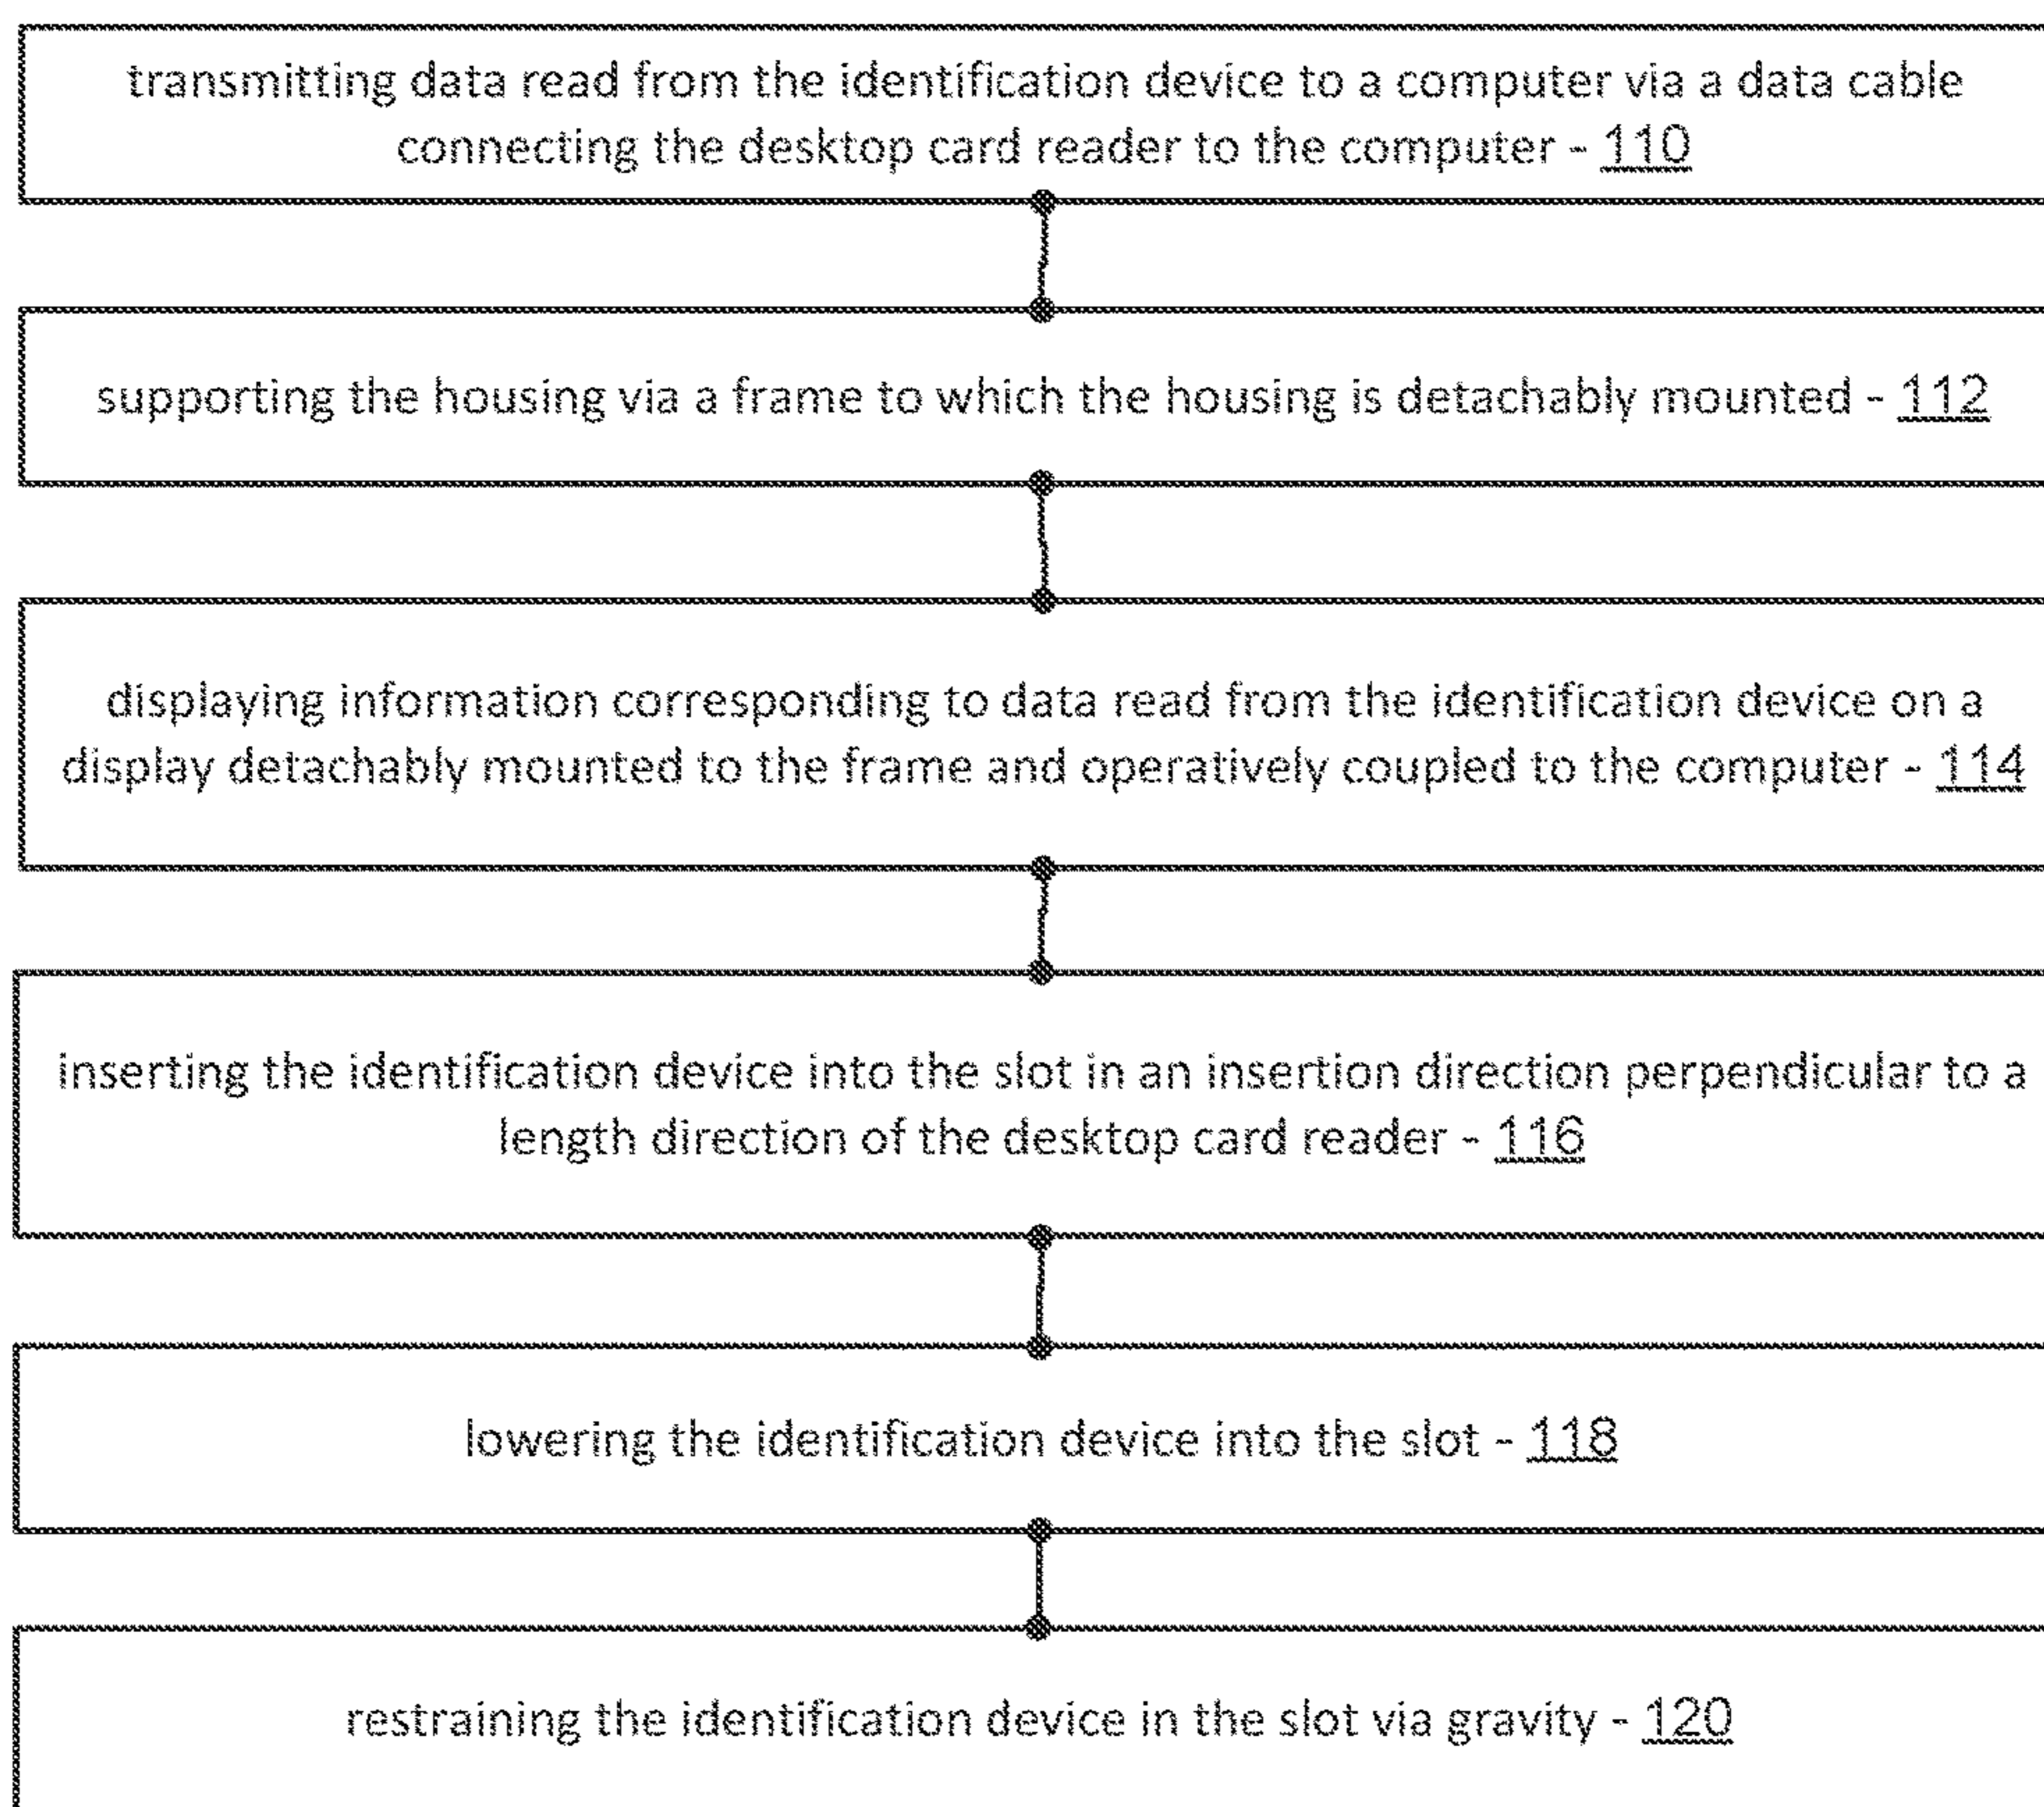 transmitting data read from the identification device to a computer via a data cable
connecting the desktop card reader to the computer - 110
supporting the housing via a frame to which the housing is detachably mounted - 112
displaying information corresponding to data read from the identification device on a
display detachably mounted to the frame and operatively coupled to the computer - 114
inserting the identification device into the slot in an insertion direction perpendicular to a
length direction of the desktop card reader - 116
lowering the identification device into the slot - 118
restraining the identification device in the slot via gravity - 120